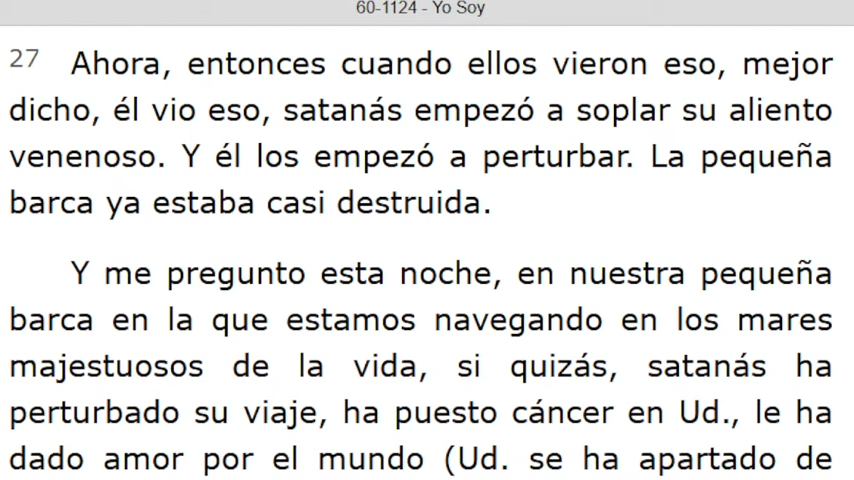 60-1124 - Yo Soy
27 Ahora, entonces cuando ellos vieron eso, mejor
dicho, él vio eso, satanás empezó a soplar su aliento
venenoso. Y él los empezó a perturbar. La pequeña
barca ya estaba casi destruida.
Y me pregunto esta noche, en nuestra pequeña
barca en la que estamos navegando en los mares
majestuosos de la vida, si quizás, satanás ha
perturbado su viaje, ha puesto cáncer en Ud., le ha
dado amor por el mundo (Ud. se ha apartado de